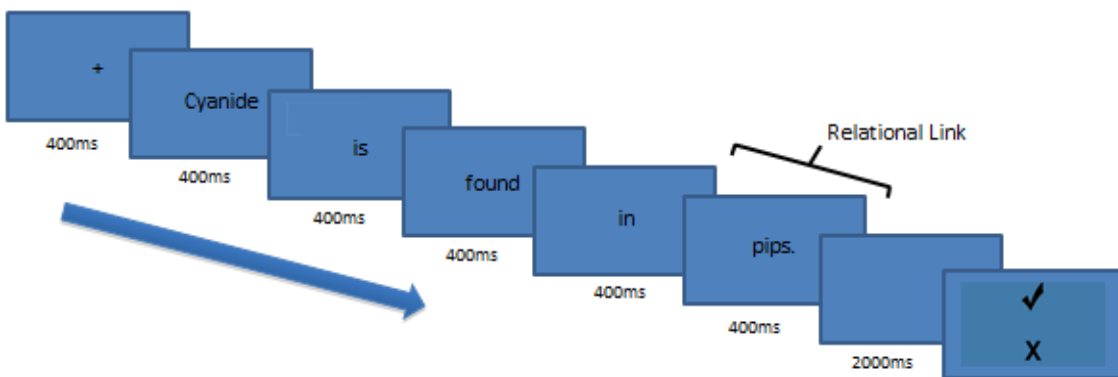 +
Cyanide
is
found
in
pips.
Relational Link
400ms
400ms
400ms
400ms
400ms
400ms
2000ms
✓
X